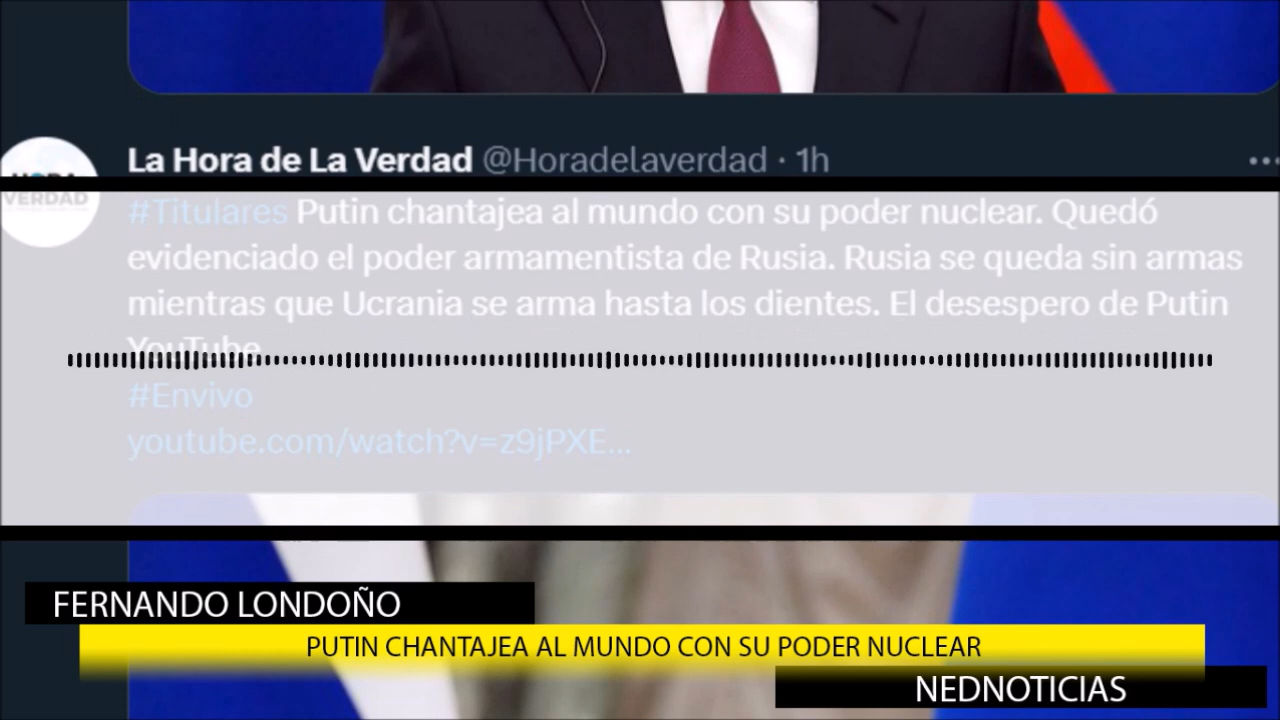 La Hora de La Verdad @Horadelaverdad · 1h
VERDAD
#Titulares Putin chantajea al mundo con su poder nuclear. Quedó
evidenciado el poder armamentista de Rusia. Rusia se queda sin armas
mientras que Ucrania se arma hasta los dientes. El desespero de Putin
YouTube
#Envivo
youtube.com/watch?v=z9jPXE...
FERNANDO LONDOÑO
PUTIN CHANTAJEA AL MUNDO CON SU PODER NUCLEAR
NEDNOTICIAS